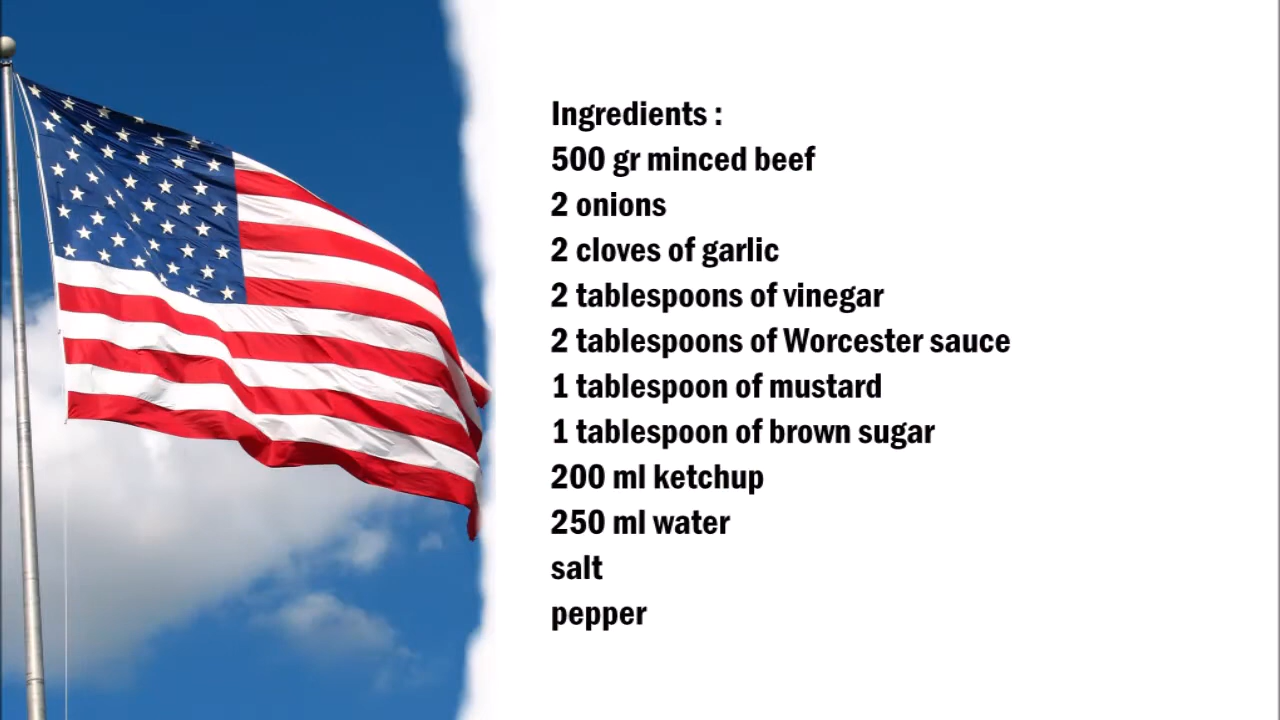 Ingredients :
500 gr minced beef
2 onions
2 cloves of garlic
2 tablespoons of vinegar
2 tablespoons of Worcester sauce
1 tablespoon of mustard
1 tablespoon of brown sugar
200 ml ketchup
250 ml water
salt
pepper